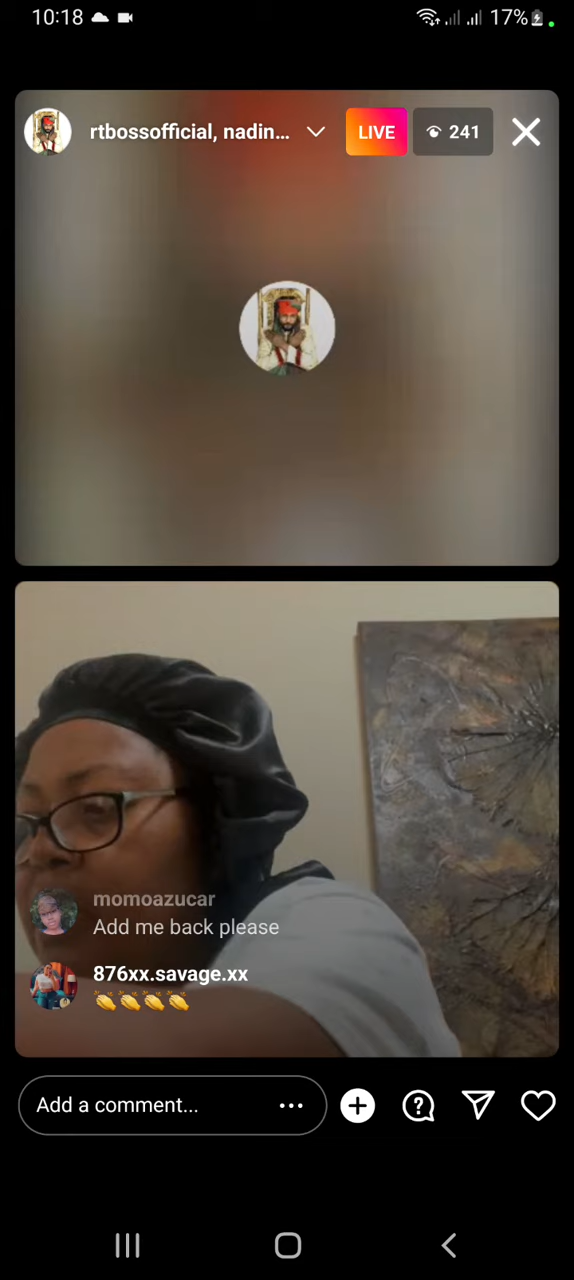 10:18
17%
rtbossofficial, nadin...
LIVE
241
momoazucar
Add me back please
876xx.savage.xx
👏👏👏👏
Add a comment...